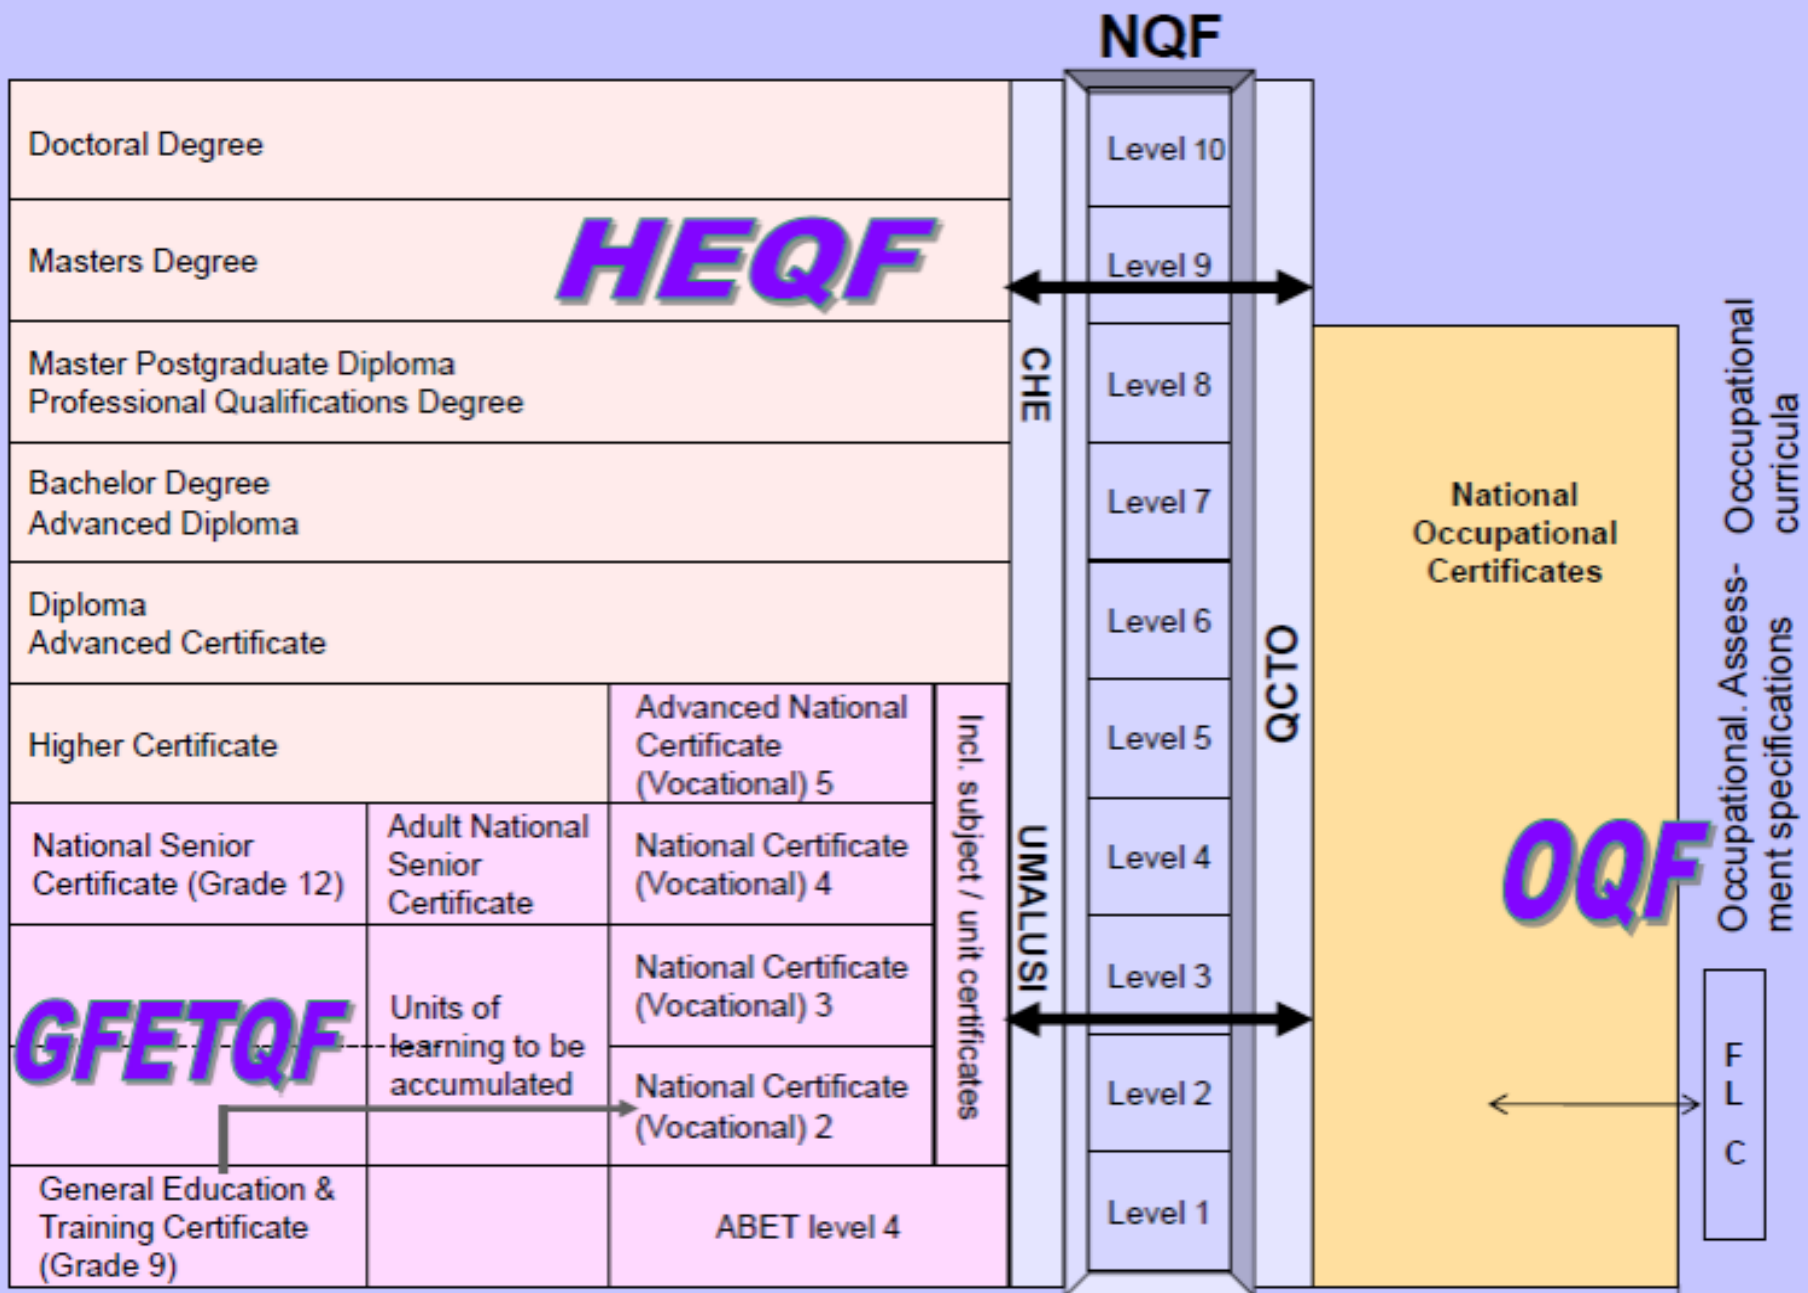 NQF
Doctoral Degree
Level 10
HEQF
Masters Degree
Level 9
Master Postgraduate Diploma
Professional Qualifications Degree
CHE
Level 8
Bachelor Degree
Advanced Diploma
Level 7
National
Occupational
Certificates
Occcupational
curricula
Diploma
Advanced Certificate
Level 6
QCTO
Occupational. Assess-
ment specifications
Higher Certificate
Advanced National
Certificate
(Vocational) 5
Incl. subject / unit certificates
Level 5
National Senior
Certificate (Grade 12)
Adult National
Senior
Certificate
National Certificate
(Vocational) 4
UMALUSI
Level 4
OQF
GFETQF
Units of
learning to be
accumulated
National Certificate
(Vocational) 3
Level 3
National Certificate
(Vocational) 2
Level 2
F
L
C
General Education &
Training Certificate
(Grade 9)
ABET level 4
Level 1